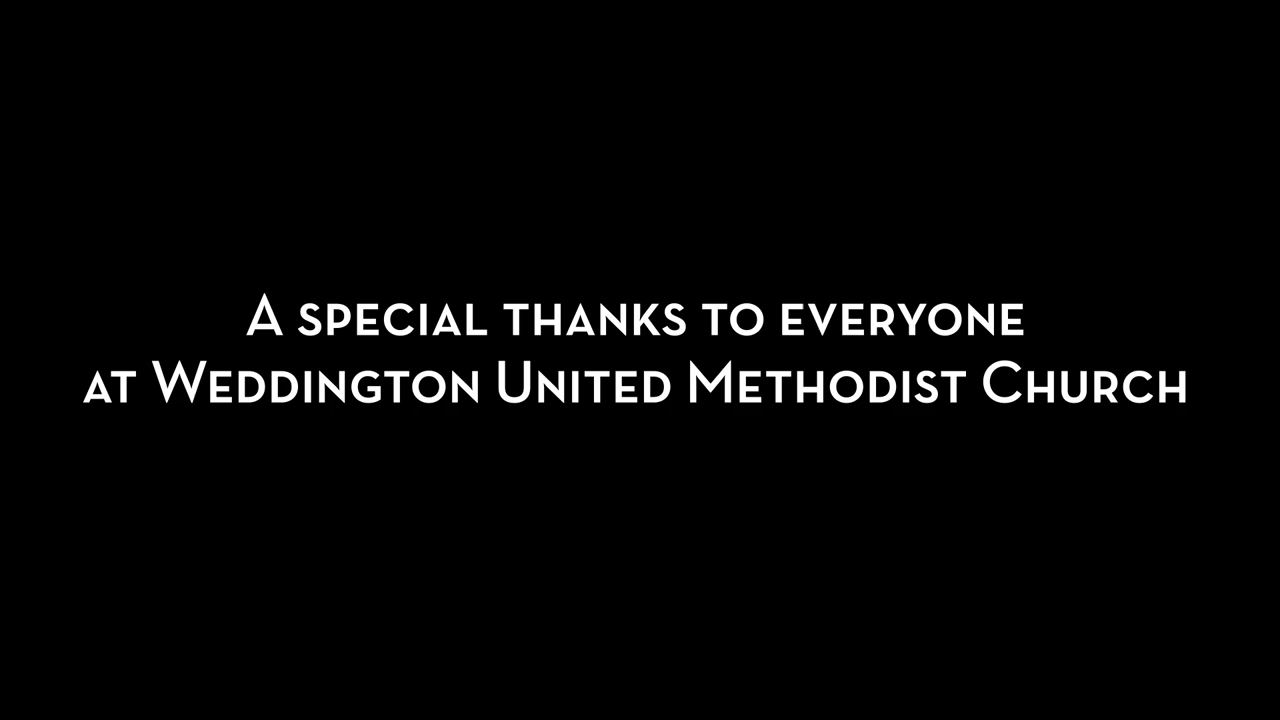 A special thanks to everyone
at Weddington United Methodist Church